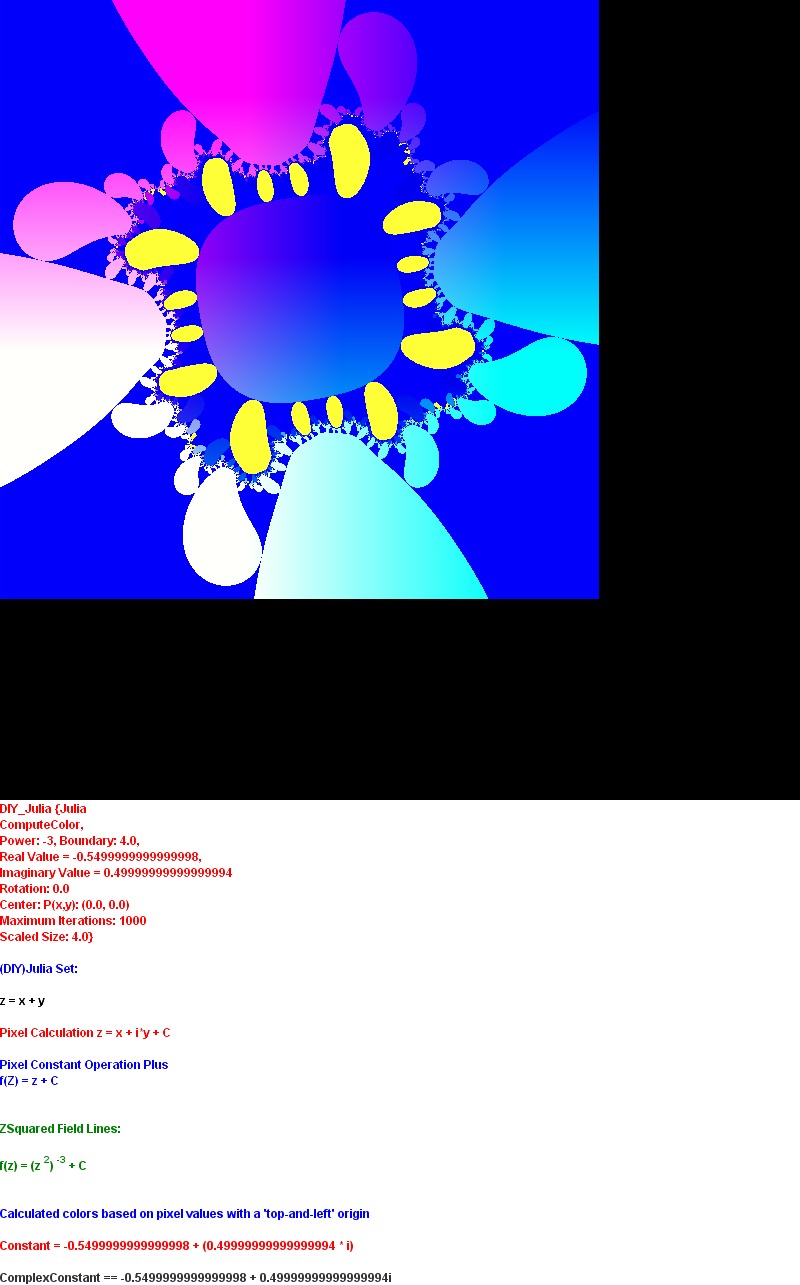 DIY_Julia {Julia
ComputeColor,
Power: -3, Boundary: 4.0,
Real Value = -0.5499999999999998,
Imaginary Value = 0.49999999999999994
Rotation: 0.0
Center: P(x,y): (0.0, 0.0)
Maximum Iterations: 1000
Scaled Size: 4.0}
(DIY)Julia Set:
z = x + y
Pixel Calculation z = x + i*y + C
Pixel Constant Operation Plus
f(Z) = z + C
ZSquared Field Lines:
f(z) = (z 2) -3 + C
Calculated colors based on pixel values with a 'top-and-left' origin
Constant = -0.5499999999999998 + (0.49999999999999994 * i)
ComplexConstant == -0.5499999999999998 + 0.49999999999999994i